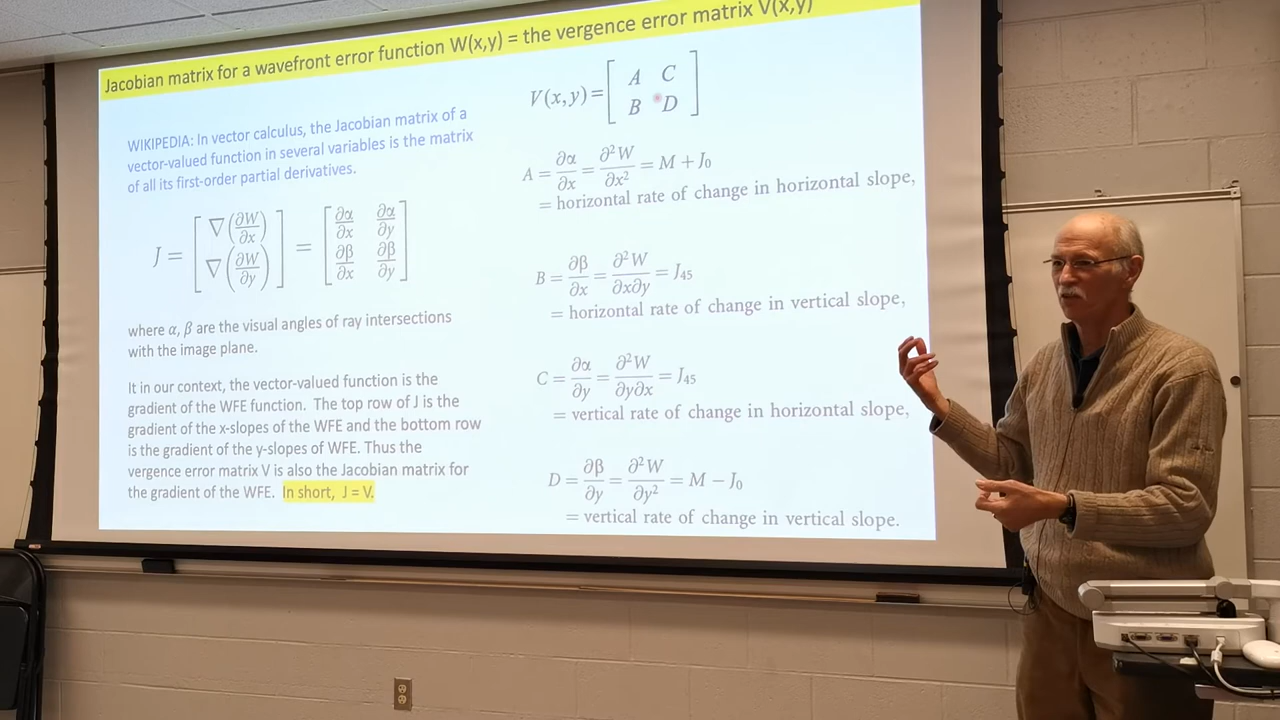 Jacobian matrix for a wavefront error function W(x,y) = the vergence error matrix V(x,y)
WIKIPEDIA: In vector calculus, the Jacobian matrix of a
vector-valued function in several variables is the matrix
of all its first-order partial derivatives.
J = [ ∇(∂W/∂x) ; ∇(∂W/∂y) ] = [ ∂α/∂x ∂α/∂y ; ∂β/∂x ∂β/∂y ]
where α, β are the visual angles of ray intersections
with the image plane.
It in our context, the vector-valued function is the
gradient of the WFE function. The top row of J is the
gradient of the x-slopes of the WFE and the bottom row
is the gradient of the y-slopes of WFE. Thus the
vergence error matrix V is also the Jacobian matrix for
the gradient of the WFE. In short, J = V.
V(x,y) = [ A C ; B D ]
A = ∂α/∂x = ∂²W/∂x² = M + J₀
= horizontal rate of change in horizontal slope,
B = ∂β/∂x = ∂²W/∂x∂y = J₄₅
= horizontal rate of change in vertical slope,
C = ∂α/∂y = ∂²W/∂y∂x = J₄₅
= vertical rate of change in horizontal slope,
D = ∂β/∂y = ∂²W/∂y² = M − J₀
= vertical rate of change in vertical slope.